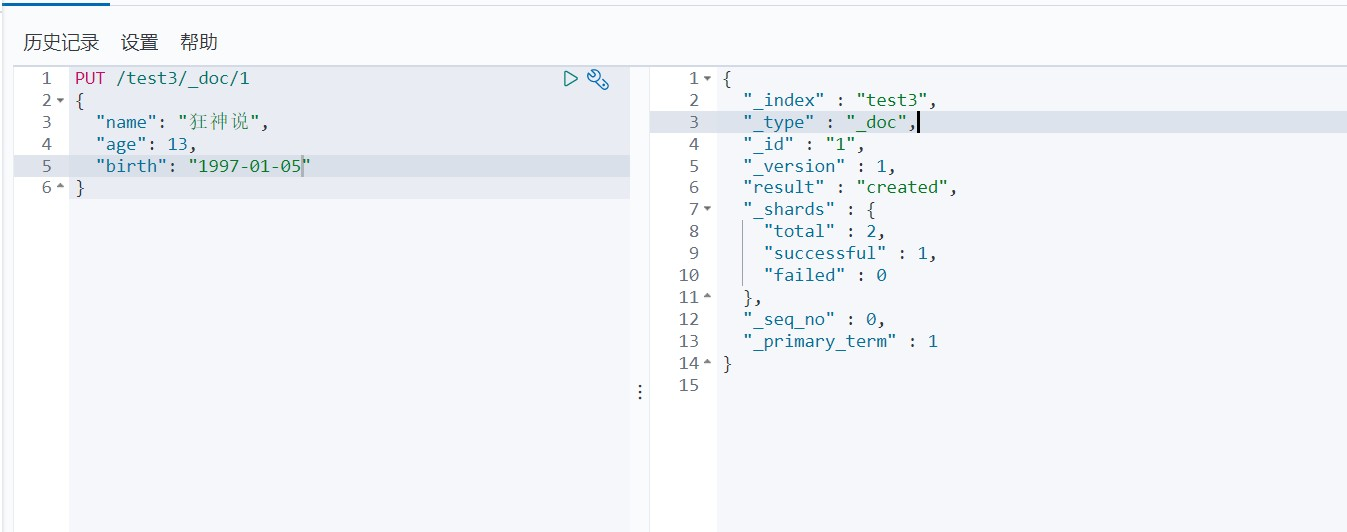 历史记录 设置 帮助
1 PUT /test3/_doc/1
2 {
3 "name": "狂神说",
4 "age": 13,
5 "birth": "1997-01-05"
6 }
1 {
2 "_index" : "test3",
3 "_type" : "_doc",
4 "_id" : "1",
5 "_version" : 1,
6 "result" : "created",
7 "_shards" : {
8 "total" : 2,
9 "successful" : 1,
10 "failed" : 0
11 },
12 "_seq_no" : 0,
13 "_primary_term" : 1
14 }
15